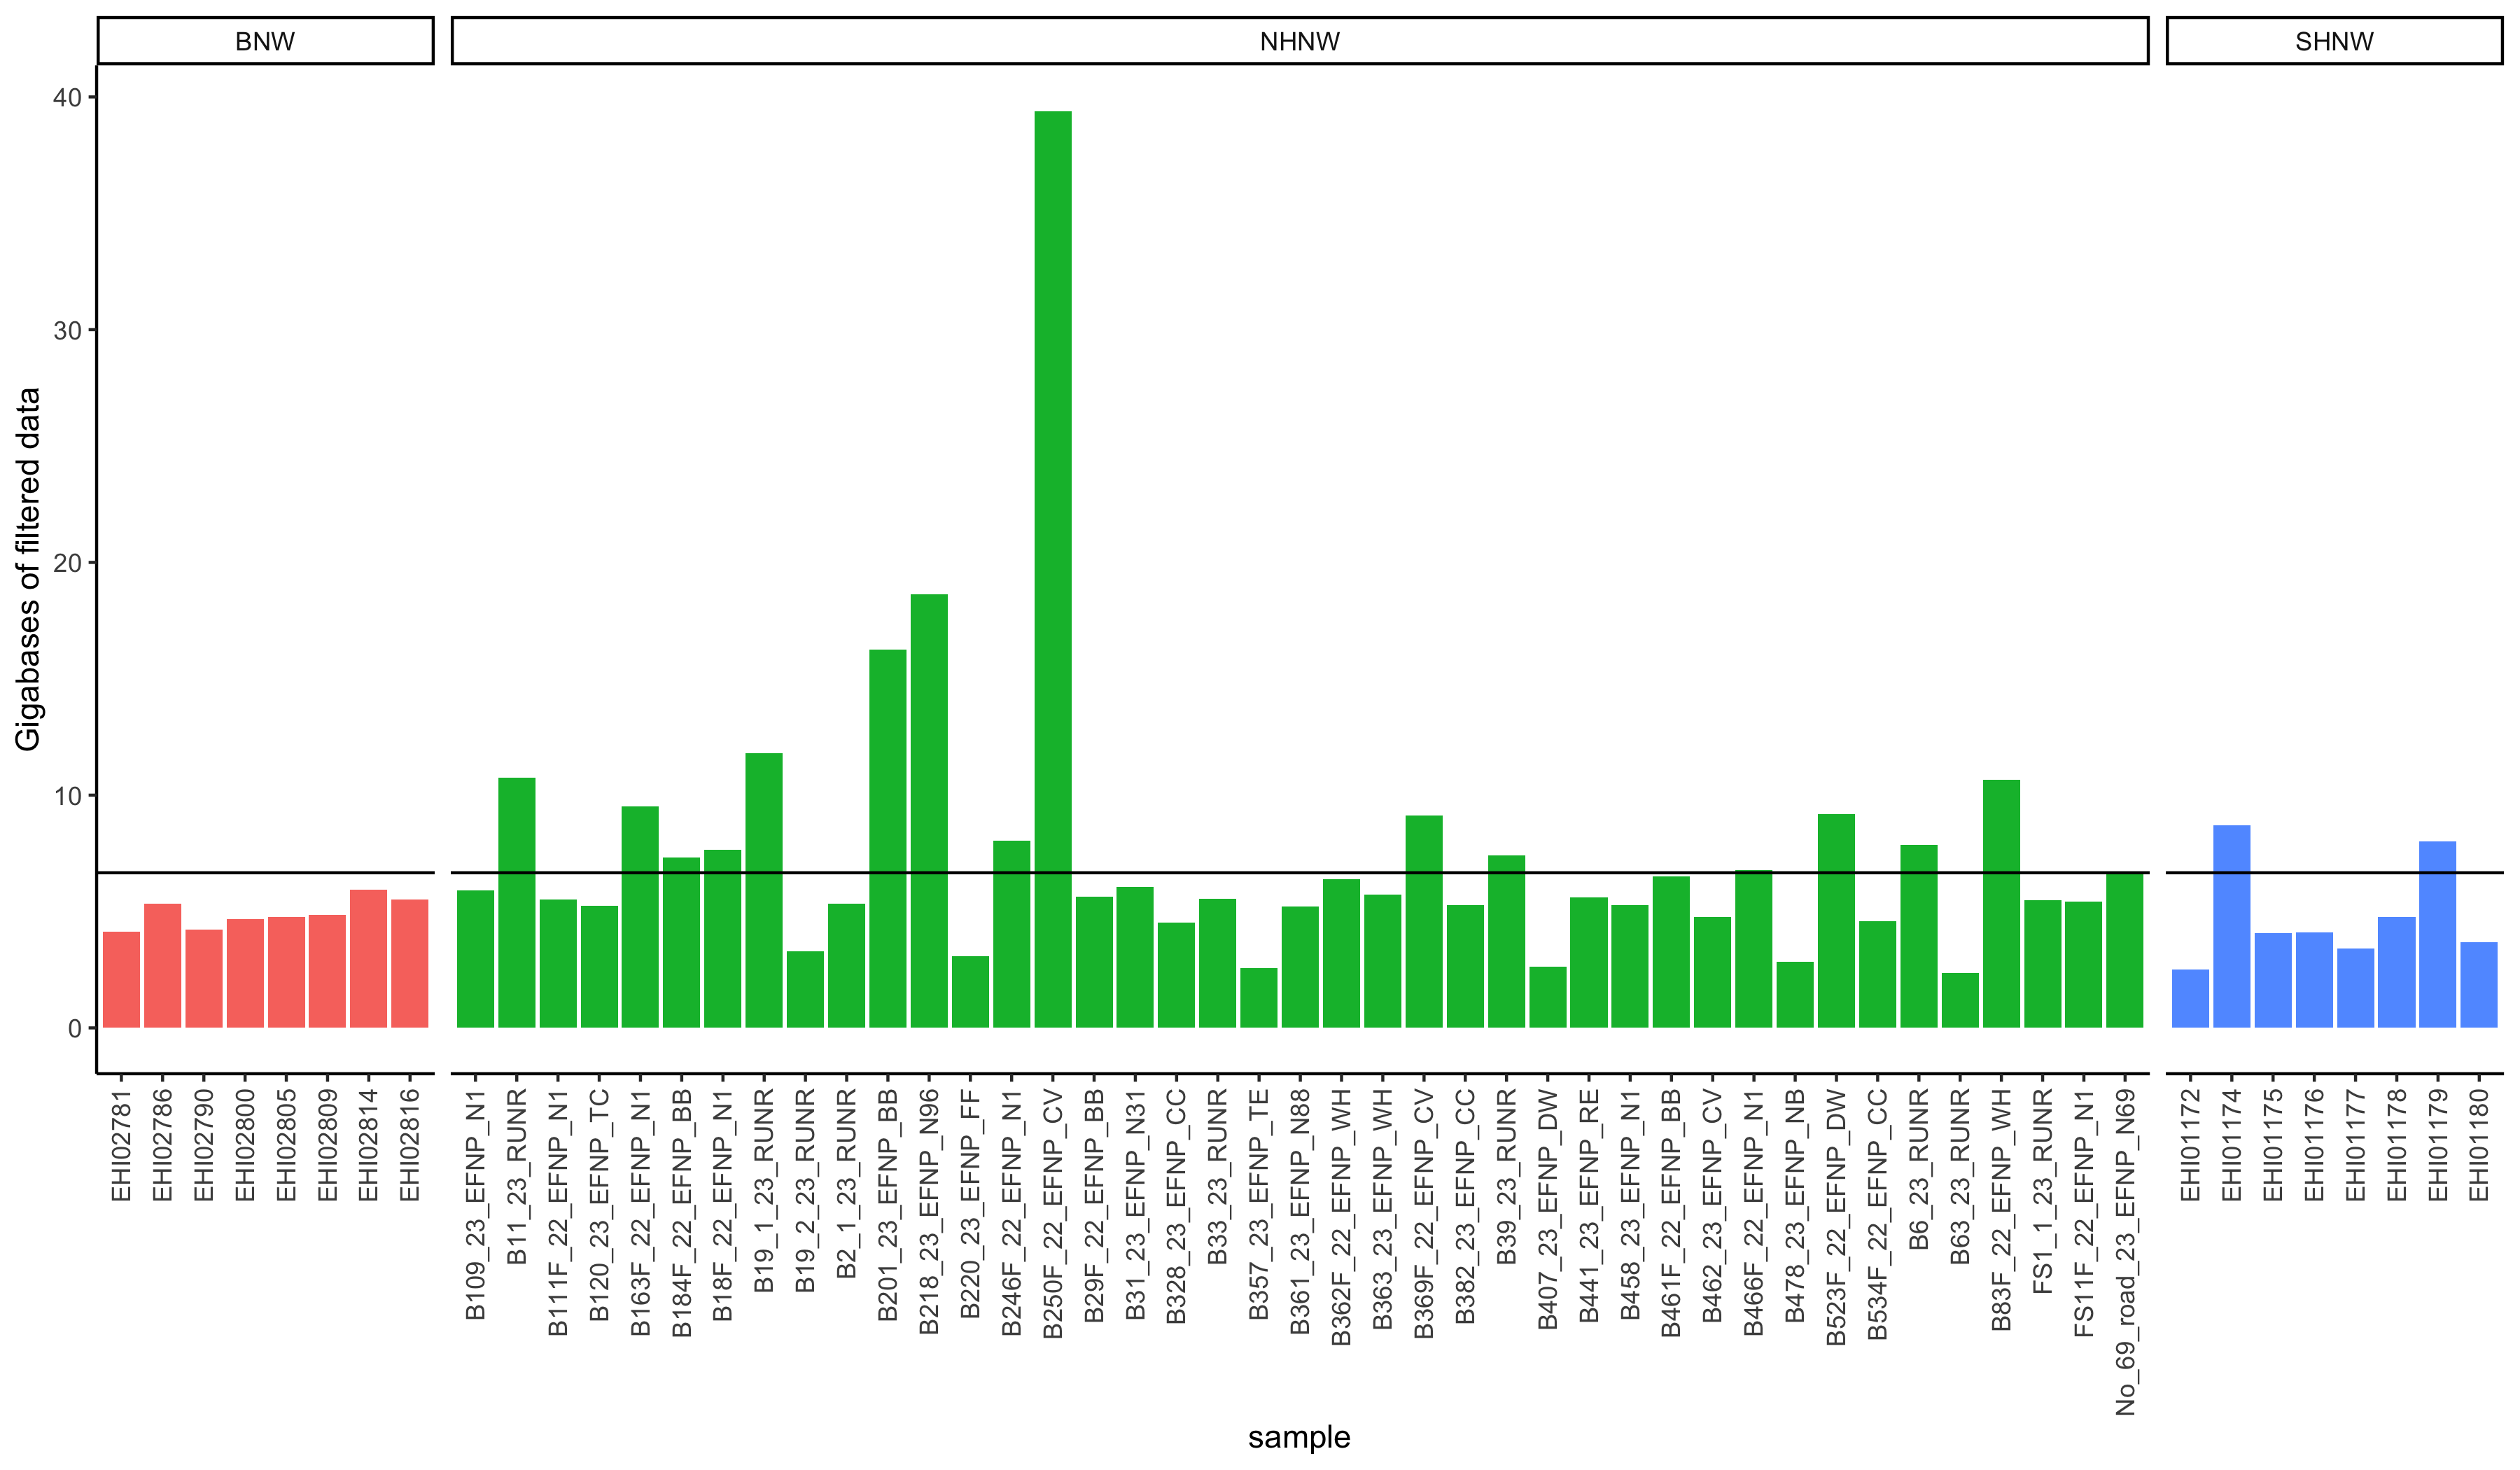 BNW
NHNW
SHNW
Gigabases of filtered data
40
30
20
10
0
EHI02781
EHI02786
EHI02790
EHI02800
EHI02805
EHI02809
EHI02814
EHI02816
B109_23_EFNP_N1
B11_23_RUNR
B111F_22_EFNP_N1
B120_23_EFNP_TC
B163F_22_EFNP_N1
B184F_22_EFNP_BB
B18F_22_EFNP_N1
B19_1_23_RUNR
B19_2_23_RUNR
B2_1_23_RUNR
B201_23_EFNP_BB
B218_23_EFNP_N96
B220_23_EFNP_FF
B246F_22_EFNP_N1
B250F_22_EFNP_CV
B29F_22_EFNP_BB
B31_23_EFNP_N31
B328_23_EFNP_CC
B33_23_RUNR
B357_23_EFNP_TE
B361_23_EFNP_N88
B362F_22_EFNP_WH
B363_23_EFNP_WH
B369F_22_EFNP_CV
B382_23_EFNP_CC
B39_23_RUNR
B407_23_EFNP_DW
B441_23_EFNP_RE
B458_23_EFNP_N1
B461F_22_EFNP_BB
B462_23_EFNP_CV
B466F_22_EFNP_N1
B478_23_EFNP_NB
B523F_22_EFNP_DW
B534F_22_EFNP_CC
B6_23_RUNR
B63_23_RUNR
B83F_22_EFNP_WH
FS1_1_23_RUNR
FS11F_22_EFNP_N1
No_69_road_23_EFNP_N69
EHI01172
EHI01174
EHI01175
EHI01176
EHI01177
EHI01178
EHI01179
EHI01180
sample